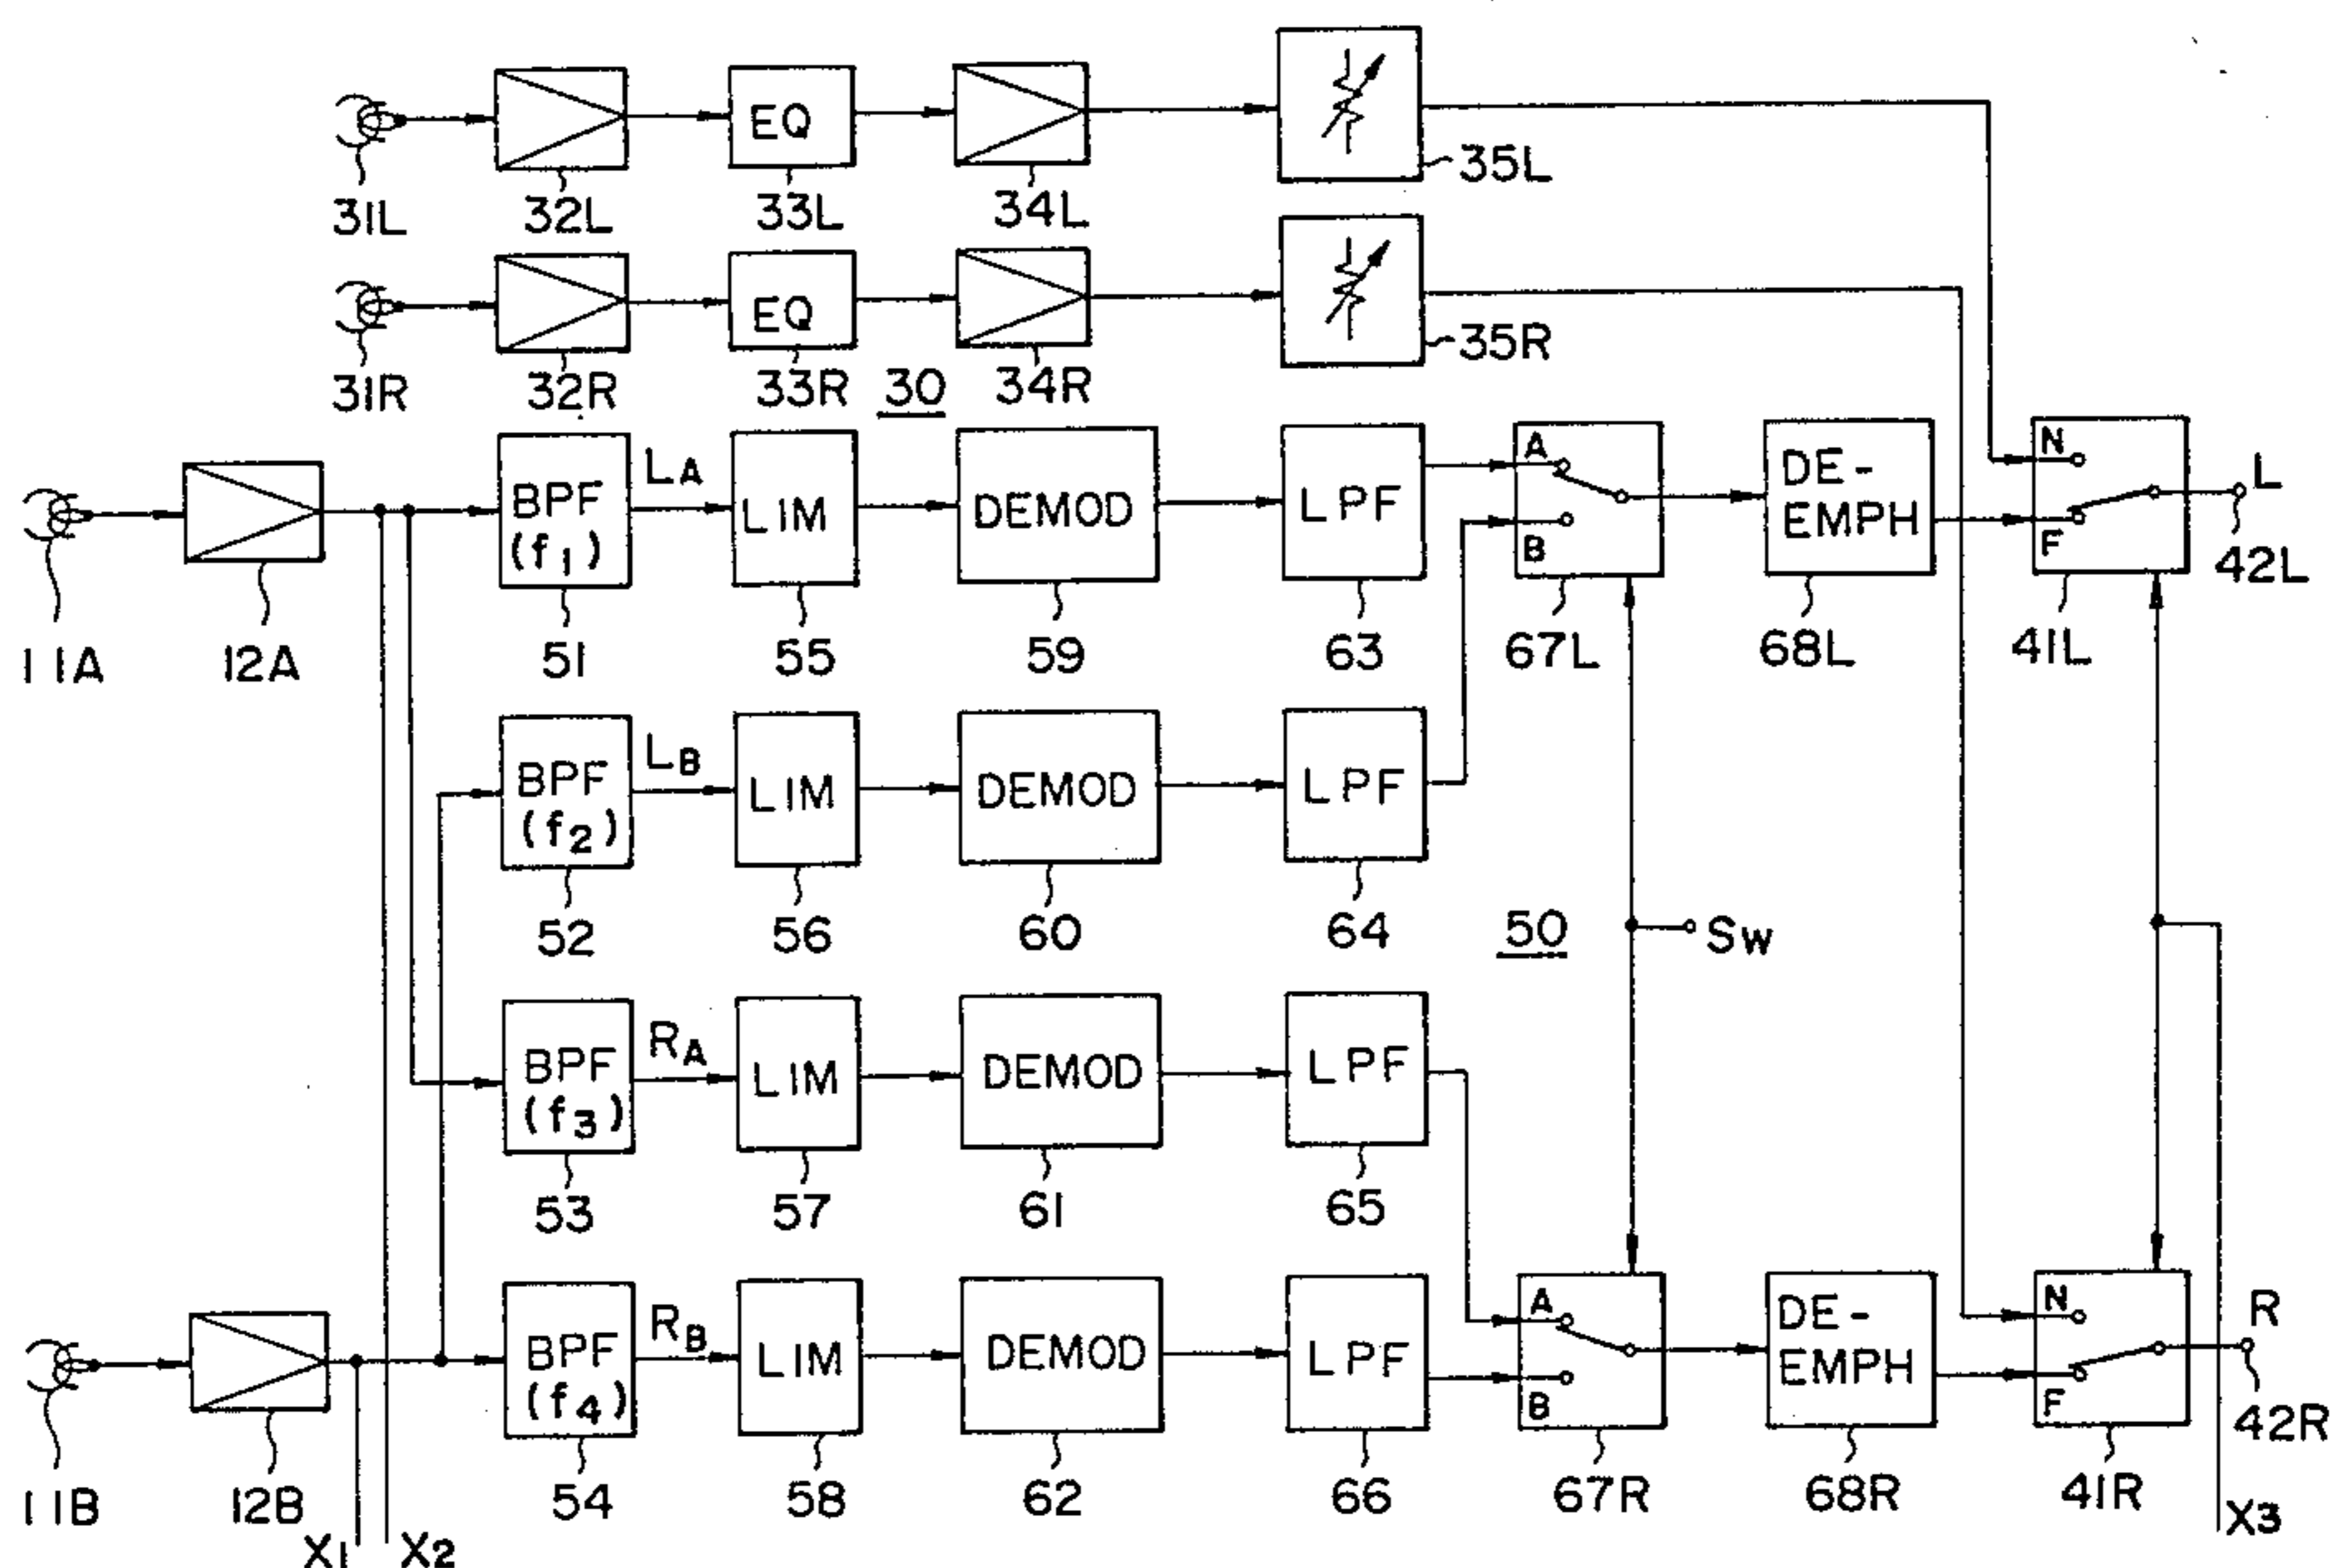 31L
32L
EQ
33L
34L
35L
31R
32R
EQ
33R
30
34R
35R
11A
12A
BPF
(f1)
51
LA
LIM
55
DEMOD
59
LPF
63
A
B
67L
DE-
EMPH
68L
N
F
41L
L
42L
BPF
(f2)
52
LB
LIM
56
DEMOD
60
LPF
64
50
SW
BPF
(f3)
53
RA
LIM
57
DEMOD
61
LPF
65
11B
12B
X1
X2
BPF
(f4)
54
RB
LIM
58
DEMOD
62
LPF
66
A
B
67R
DE-
EMPH
68R
N
F
41R
R
42R
X3